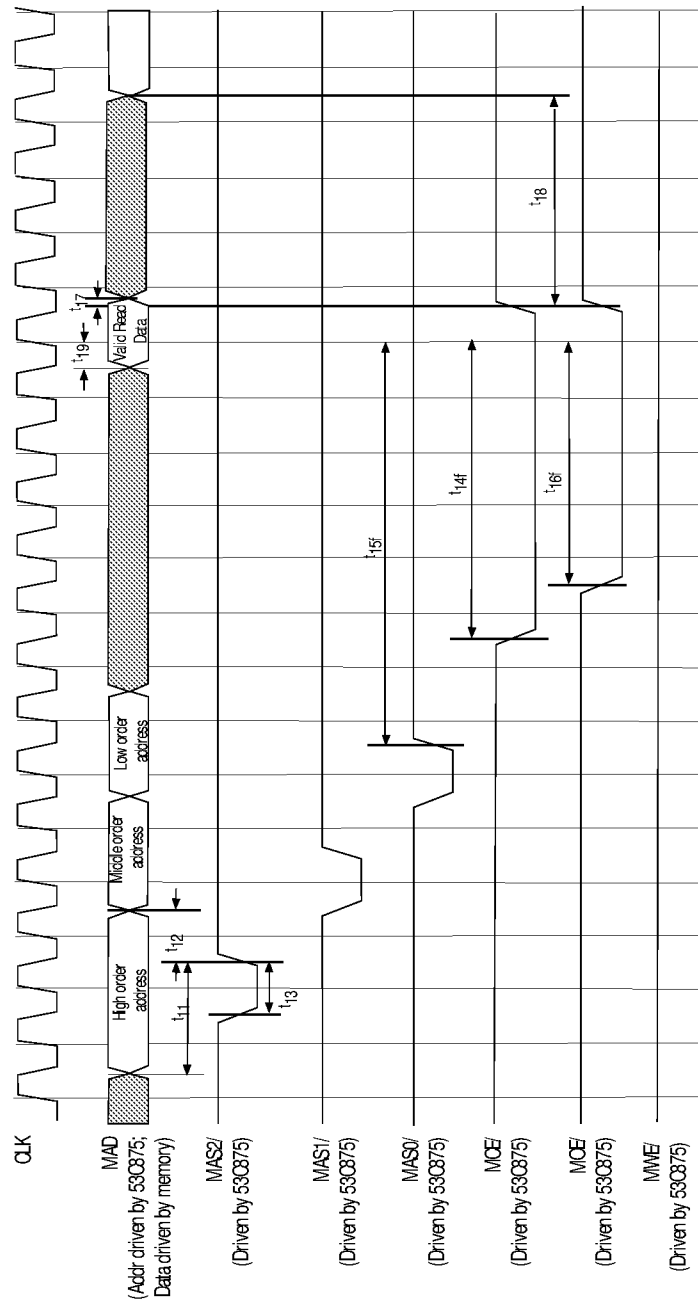 CLK
MAD
(Addr driven by 53C875;
Data driven by memory)
High order
address
Middle order
address
Low order
address
Valid Read
Data
t19
t17
t11
t12
MAS2/
(Driven by 53C875)
t13
MAS1/
(Driven by 53C875)
t15f
MAS0/
(Driven by 53C875)
t14f
MCE/
(Driven by 53C875)
t18
t16f
MOE/
(Driven by 53C875)
MWE/
(Driven by 53C875)